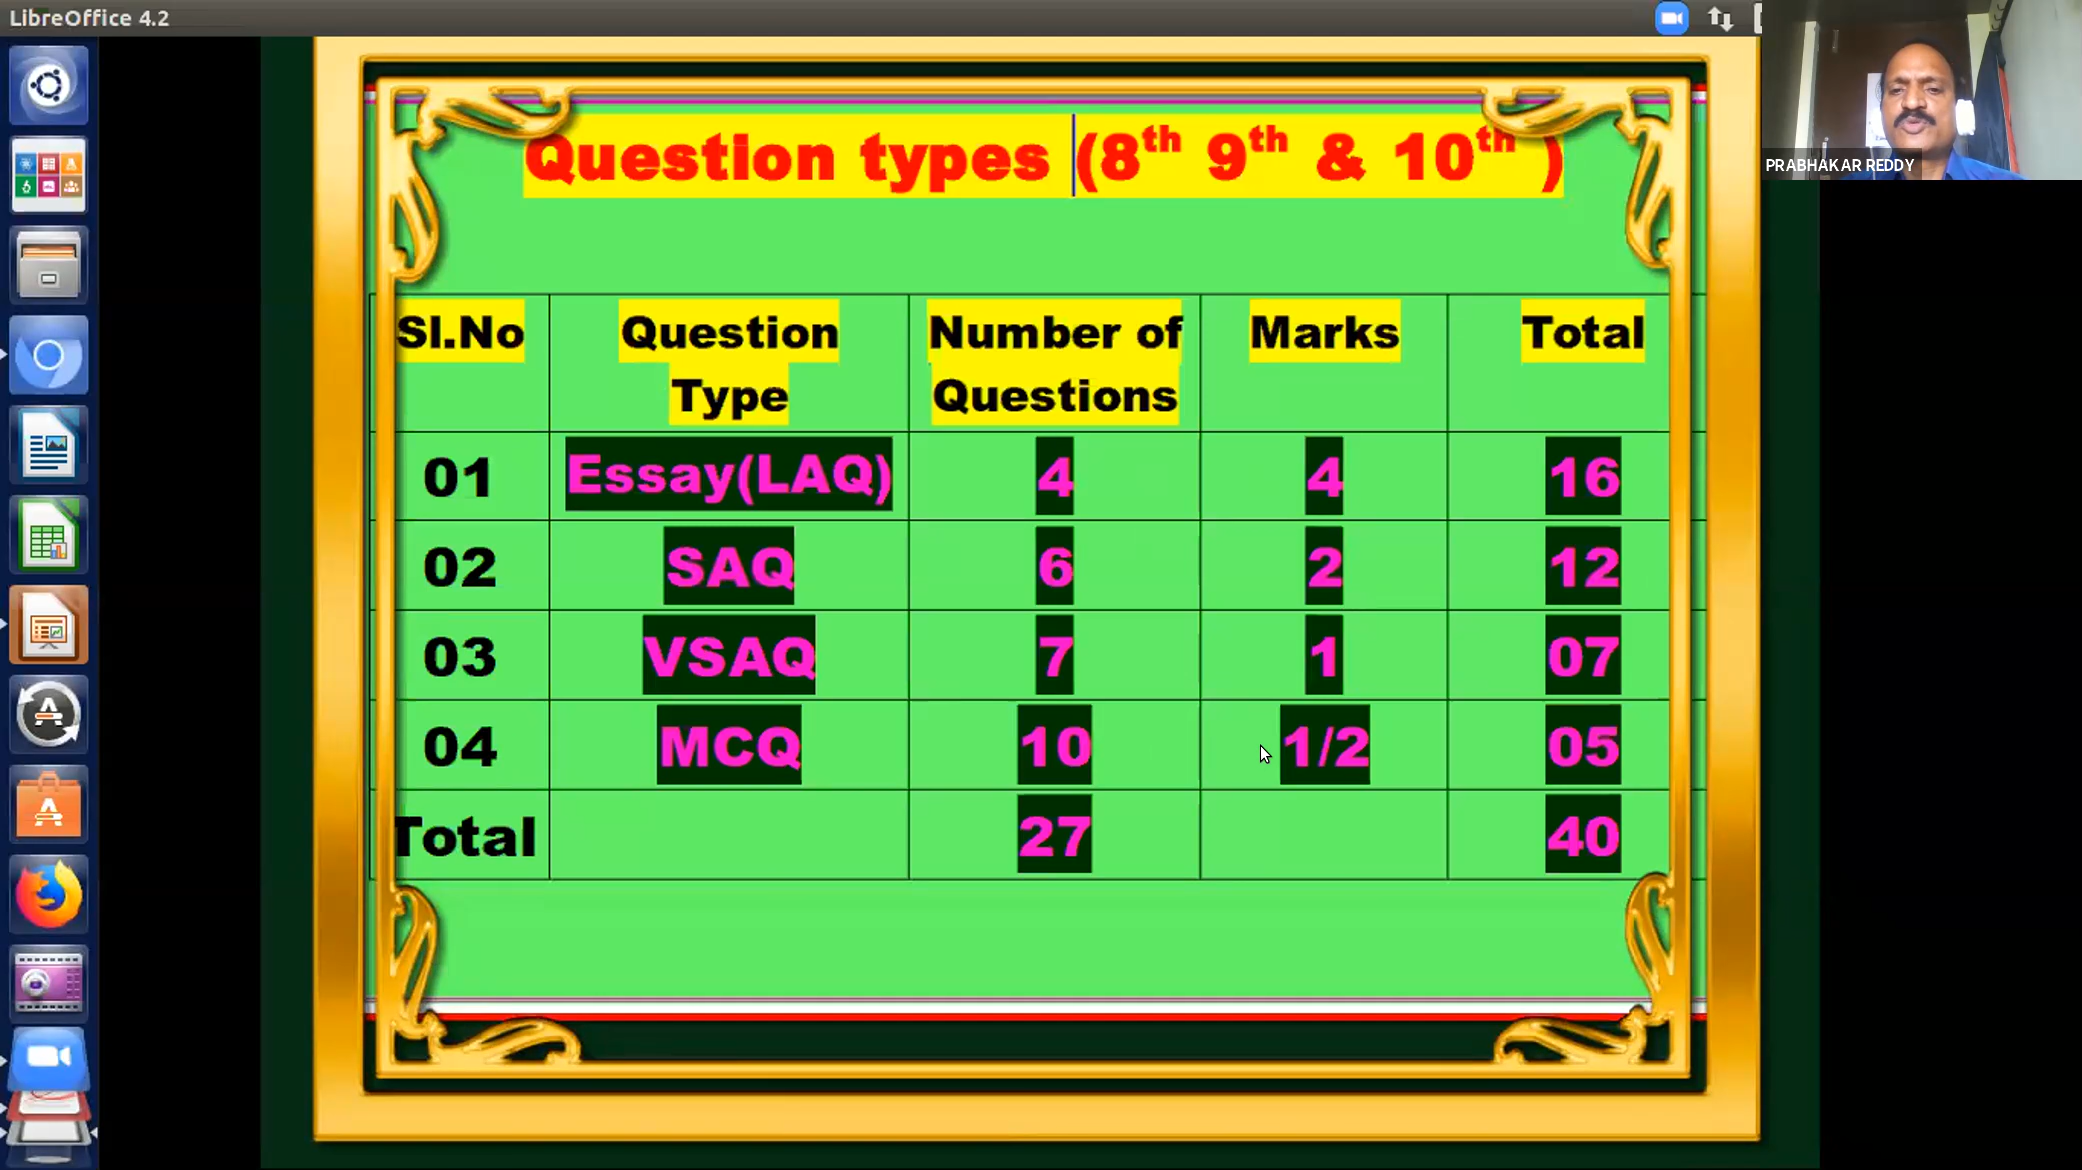 LibreOffice 4.2
PRABHAKAR REDDY
Question types (8th 9th & 10th )
Sl.No Question Type Number of Questions Marks Total
01 Essay(LAQ) 4 4 16
02 SAQ 6 2 12
03 VSAQ 7 1 07
04 MCQ 10 1/2 05
Total 27 40